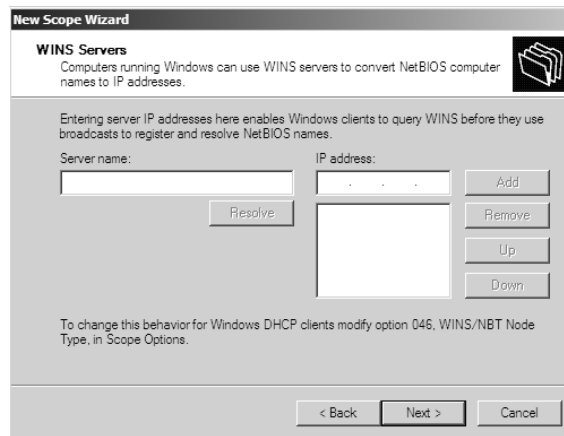 New Scope Wizard
WINS Servers
Computers running Windows can use WINS servers to convert NetBIOS computer
names to IP addresses.
Entering server IP addresses here enables Windows clients to query WINS before they use
broadcasts to register and resolve NetBIOS names.
Server name:
IP address:
. . .
Add
Resolve
Remove
Up
Down
To change this behavior for Windows DHCP clients modify option 046, WINS/NBT Node
Type, in Scope Options.
< Back Next > Cancel